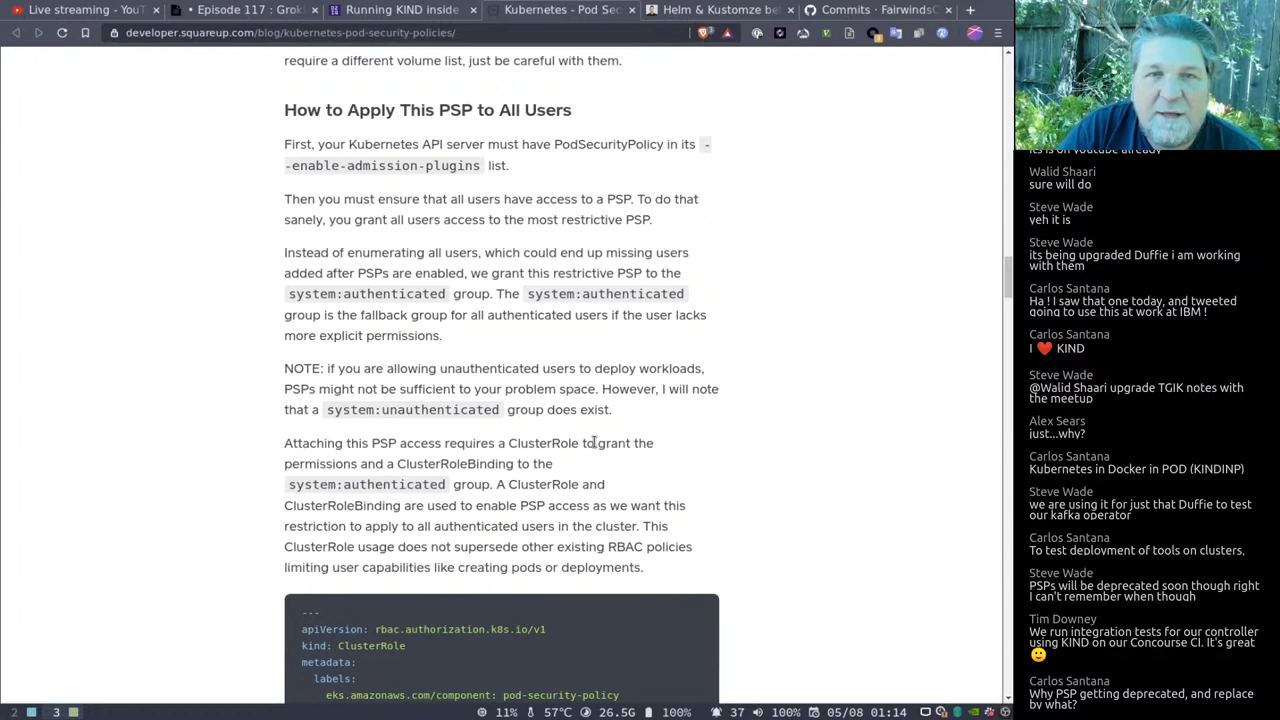 Live streaming - YouT
• Episode 117 : Grok
Running KIND inside
Kubernetes - Pod Sec
Helm & Kustomze be
Commits · FairwindsC
developer.squareup.com/blog/kubernetes-pod-security-policies/
require a different volume list, just be careful with them.
How to Apply This PSP to All Users
First, your Kubernetes API server must have PodSecurityPolicy in its -
-enable-admission-plugins list.
Then you must ensure that all users have access to a PSP. To do that
sanely, you grant all users access to the most restrictive PSP.
Instead of enumerating all users, which could end up missing users
added after PSPs are enabled, we grant this restrictive PSP to the
system:authenticated group. The system:authenticated
group is the fallback group for all authenticated users if the user lacks
more explicit permissions.
NOTE: if you are allowing unauthenticated users to deploy workloads,
PSPs might not be sufficient to your problem space. However, I will note
that a system:unauthenticated group does exist.
Attaching this PSP access requires a ClusterRole to grant the
permissions and a ClusterRoleBinding to the
system:authenticated group. A ClusterRole and
ClusterRoleBinding are used to enable PSP access as we want this
restriction to apply to all authenticated users in the cluster. This
ClusterRole usage does not supersede other existing RBAC policies
limiting user capabilities like creating pods or deployments.
---
apiVersion: rbac.authorization.k8s.io/v1
kind: ClusterRole
metadata:
labels:
eks.amazonaws.com/component: pod-security-policy
its is on youtube already
Walid Shaari
sure will do
Steve Wade
yeh it is
Steve Wade
its being upgraded Duffie i am working
with them
Carlos Santana
Ha ! I saw that one today, and tweeted
going to use this at work at IBM !
Carlos Santana
I ❤️ KIND
Steve Wade
@Walid Shaari upgrade TGIK notes with
the meetup
Alex Sears
just...why?
Carlos Santana
Kubernetes in Docker in POD (KINDINP)
Steve Wade
we are using it for just that Duffie to test
our kafka operator
Carlos Santana
To test deployment of tools on clusters.
Steve Wade
PSPs will be deprecated soon though right
I can't remember when though
Tim Downey
We run integration tests for our controller
using KIND on our Concourse CI. It's great
🙂
Carlos Santana
Why PSP getting deprecated, and replace
by what?
2
3
11%
57℃
26.5G
100%
37
100%
05/08
01:14